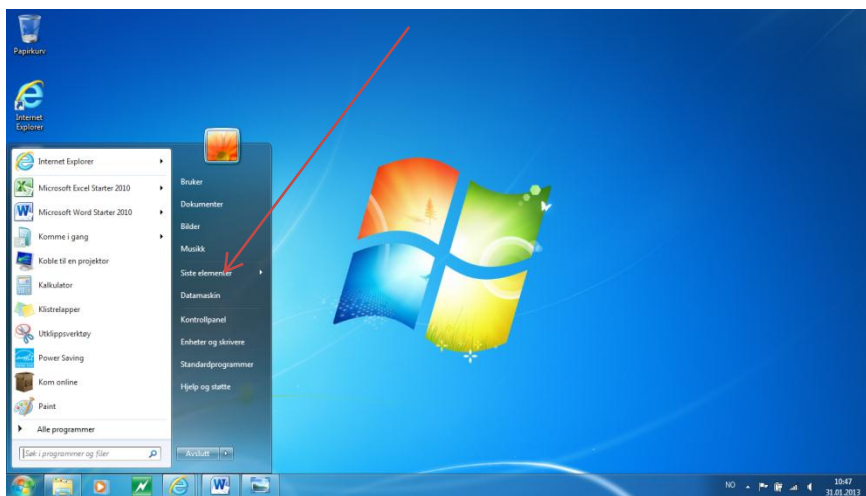 Papirkurv
Internet
Explorer
Internet Explorer
Microsoft Excel Starter 2010
Microsoft Word Starter 2010
Komme i gang
Koble til en projektor
Kalkulator
Klistrelapper
Utklippsverktøy
Power Saving
Kom online
Paint
Alle programmer
Søk i programmer og filer
Bruker
Dokumenter
Bilder
Musikk
Siste elementer
Datamaskin
Kontrollpanel
Enheter og skrivere
Standardprogrammer
Hjelp og støtte
Avslutt
NO
10:47
31.01.2013